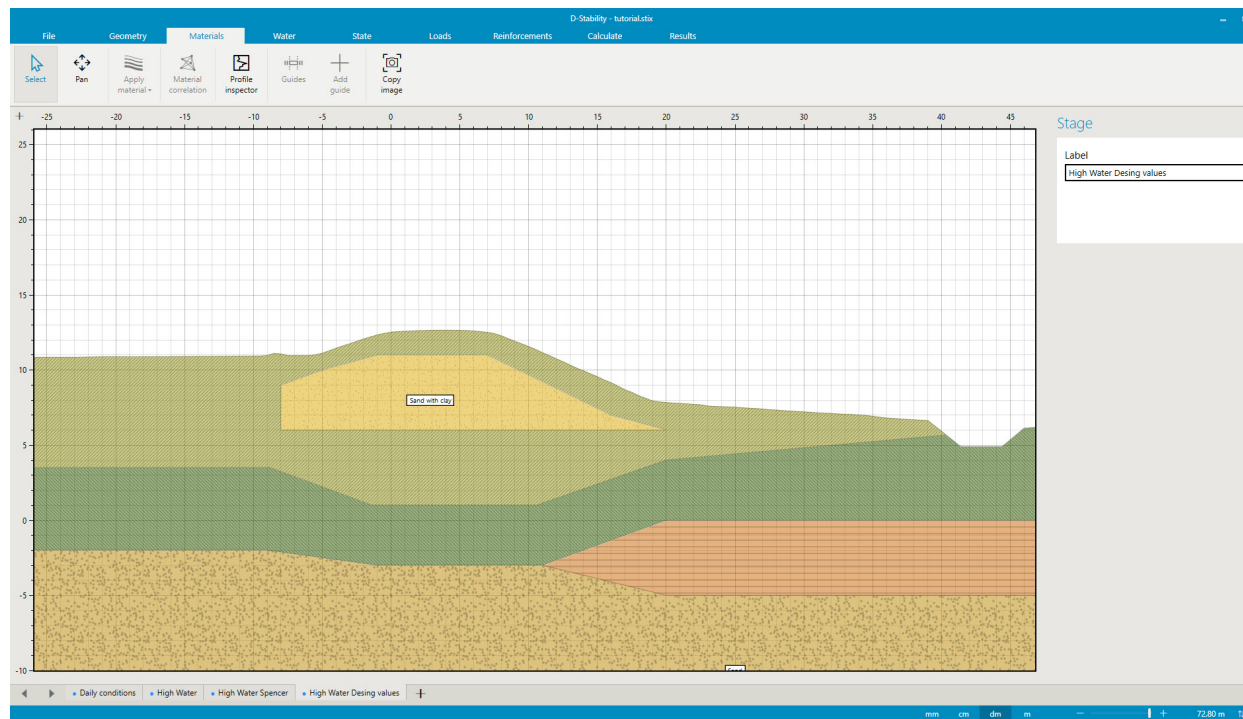 D-Stability - tutorial.stix
File Geometry Materials Water State Loads Reinforcements Calculate Results
Select Pan Apply material Material correlation Profile inspector Guides Add guide Copy image
-25 -20 -15 -10 -5 0 5 10 15 20 25 30 35 40 45
Stage
25
Label
High Water Desing values
20
15
10
Sand with clay
5
0
-5
-10
Daily conditions High Water High Water Spencer High Water Desing values
mm cm dm m 72.80 m